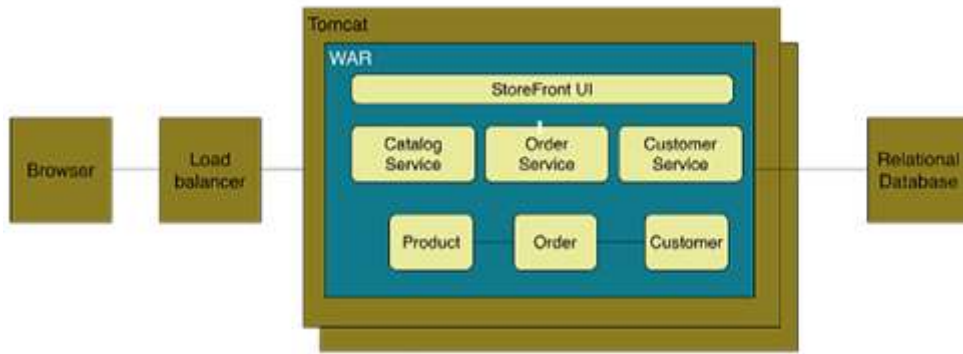 Tomcat
WAR
StoreFront UI
Catalog
Service
Order
Service
Customer
Service
Browser
Load
balancer
Relational
Database
Product
Order
Customer